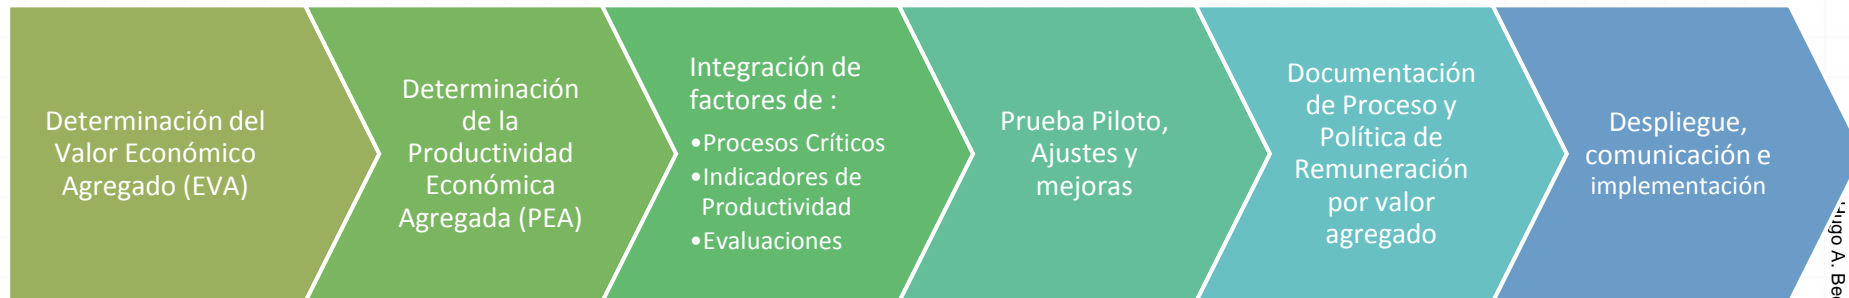 Determinación del
Valor Económico
Agregado (EVA)
Determinación
de la
Productividad
Económica
Agregada (PEA)
Integración de
factores de :
•Procesos Críticos
•Indicadores de
Productividad
•Evaluaciones
Prueba Piloto,
Ajustes y
mejoras
Documentación
de Proceso y
Política de
Remuneración
por valor
agregado
Despliegue,
comunicación e
implementación
A.